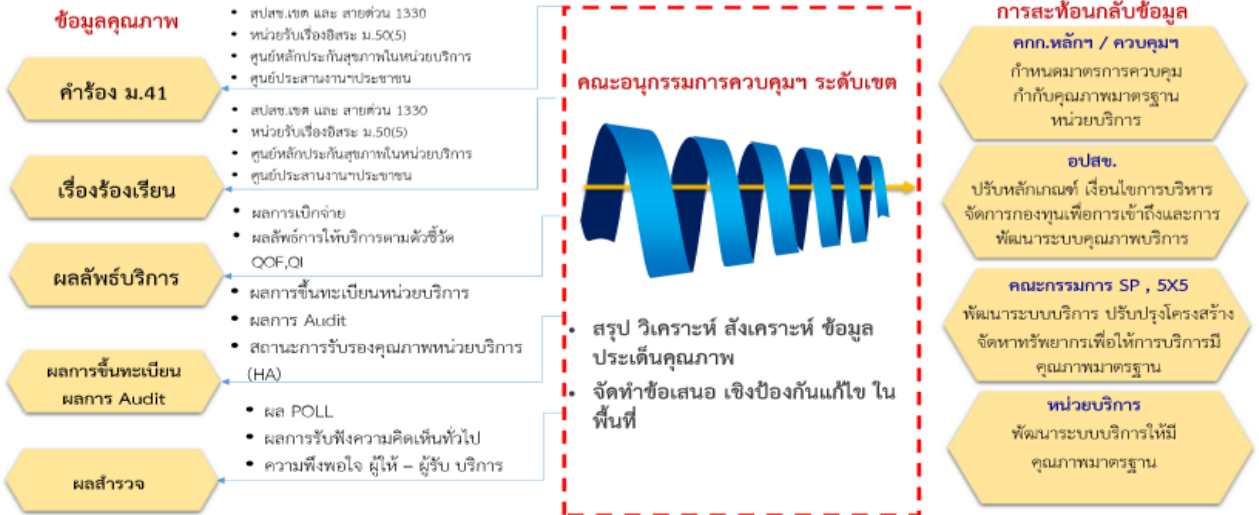 ข้อมูลคุณภาพ
คำร้อง ม.41
• สปสช.เขต และ สายด่วน 1330
• หน่วยรับเรื่องอิสระ ม.50(5)
• ศูนย์หลักประกันสุขภาพในหน่วยบริการ
• ศูนย์ประสานงานฯประชาชน
เรื่องร้องเรียน
• สปสช.เขต และ สายด่วน 1330
• หน่วยรับเรื่องอิสระ ม.50(5)
• ศูนย์หลักประกันสุขภาพในหน่วยบริการ
• ศูนย์ประสานงานฯประชาชน
ผลลัพธ์บริการ
• ผลการเบิกจ่าย
• ผลลัพธ์การให้บริการตามตัวชี้วัด
QOF,QI
ผลการขึ้นทะเบียน
ผลการ Audit
• ผลการขึ้นทะเบียนหน่วยบริการ
• ผลการ Audit
• สถานะการรับรองคุณภาพหน่วยบริการ
(HA)
ผลสำรวจ
• ผล POLL
• ผลการรับฟังความคิดเห็นทั่วไป
• ความพึงพอใจ ผู้ให้ – ผู้รับ บริการ
คณะอนุกรรมการควบคุมฯ ระดับเขต
• สรุป วิเคราะห์ สังเคราะห์ ข้อมูล
ประเด็นคุณภาพ
• จัดทำข้อเสนอ เชิงป้องกันแก้ไข ใน
พื้นที่
การสะท้อนกลับข้อมูล
คกก.หลักฯ / ควบคุมฯ
กำหนดมาตรการควบคุม
กำกับคุณภาพมาตรฐาน
หน่วยบริการ
อปสข.
ปรับหลักเกณฑ์ เงื่อนไขการบริหาร
จัดการกองทุนเพื่อการเข้าถึงและการ
พัฒนาระบบคุณภาพบริการ
คณะกรรมการ SP , 5X5
พัฒนาระบบบริการ ปรับปรุงโครงสร้าง
จัดหาทรัพยากรเพื่อให้การบริการมี
คุณภาพมาตรฐาน
หน่วยบริการ
พัฒนาระบบบริการให้มี
คุณภาพมาตรฐาน